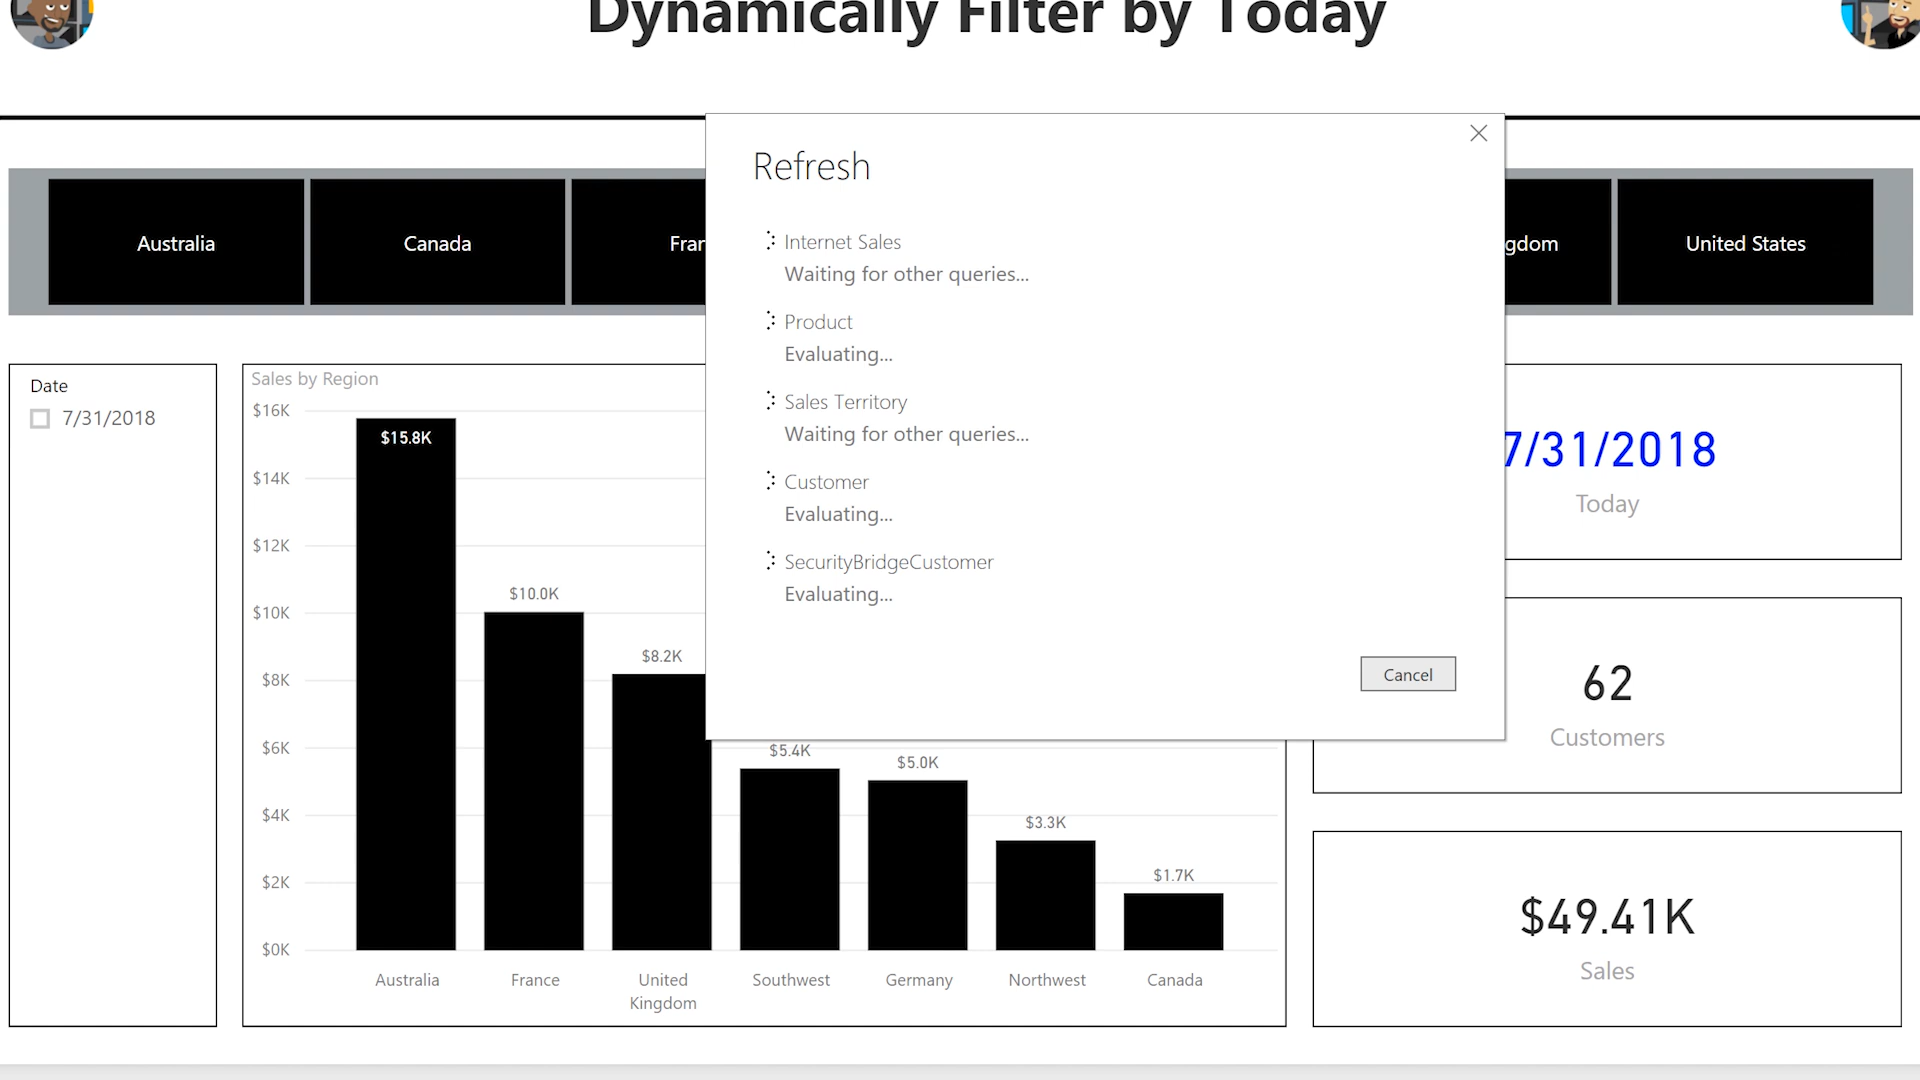 Dynamically Filter by Today
Refresh
Internet Sales
Waiting for other queries...
Product
Evaluating...
Sales Territory
Waiting for other queries...
Customer
Evaluating...
SecurityBridgeCustomer
Evaluating...
Cancel
Australia
Canada
Fran
gdom
United States
Date
7/31/2018
Sales by Region
$16K
$14K
$12K
$10K
$8K
$6K
$4K
$2K
$0K
$15.8K
$10.0K
$8.2K
$5.4K
$5.0K
$3.3K
$1.7K
Australia
France
United
Kingdom
Southwest
Germany
Northwest
Canada
7/31/2018
Today
62
Customers
$49.41K
Sales